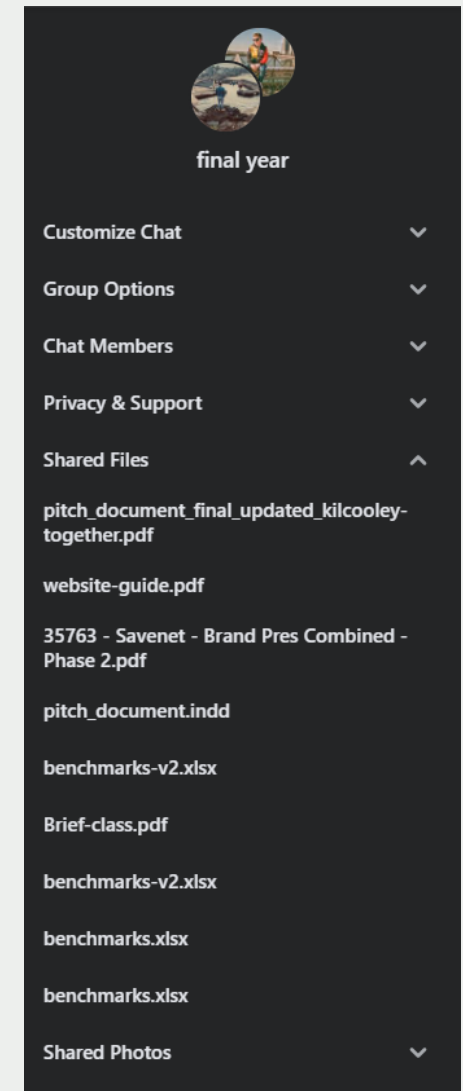 final year
Customize Chat
Group Options
Chat Members
Privacy & Support
Shared Files
pitch_document_final_updated_kilcooley-
together.pdf
website-guide.pdf
35763 - Savenet - Brand Pres Combined -
Phase 2.pdf
pitch_document.indd
benchmarks-v2.xlsx
Brief-class.pdf
benchmarks-v2.xlsx
benchmarks.xlsx
benchmarks.xlsx
Shared Photos